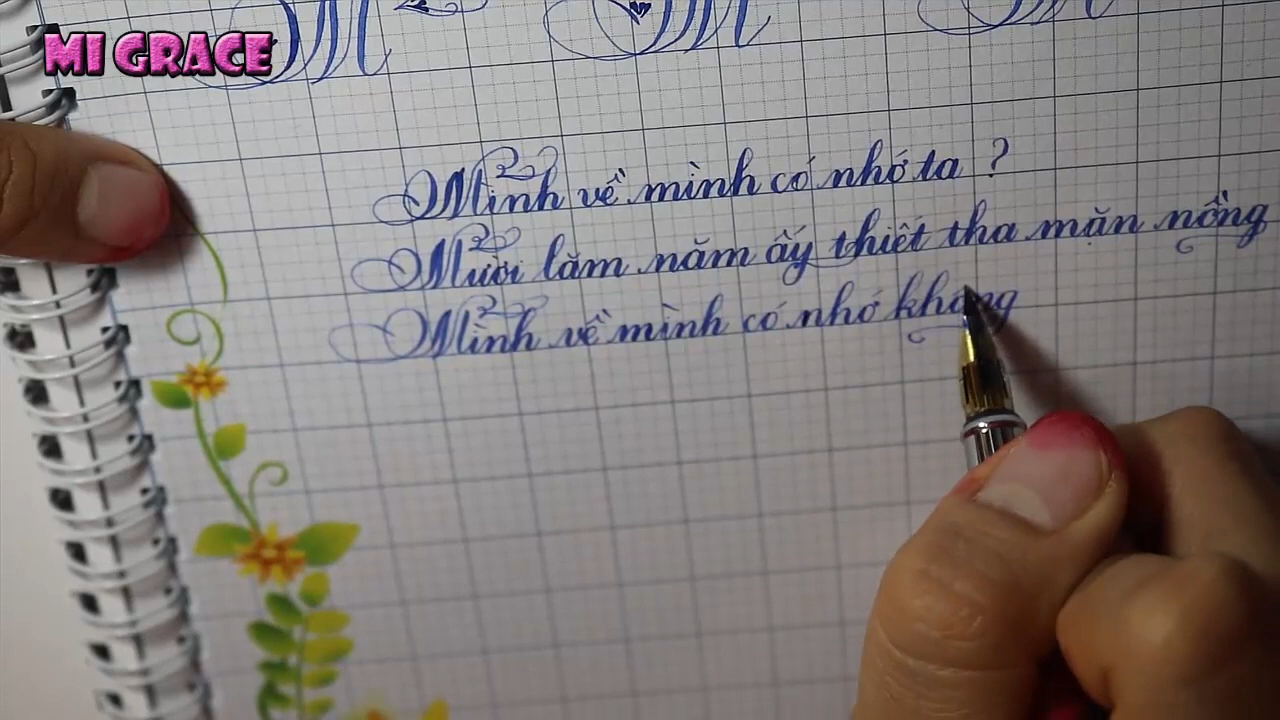 MI GRACE
M M M
Mình về mình có nhớ ta ?
Mười lăm năm ấy thiết tha mặn nồng
Mình về mình có nhớ không